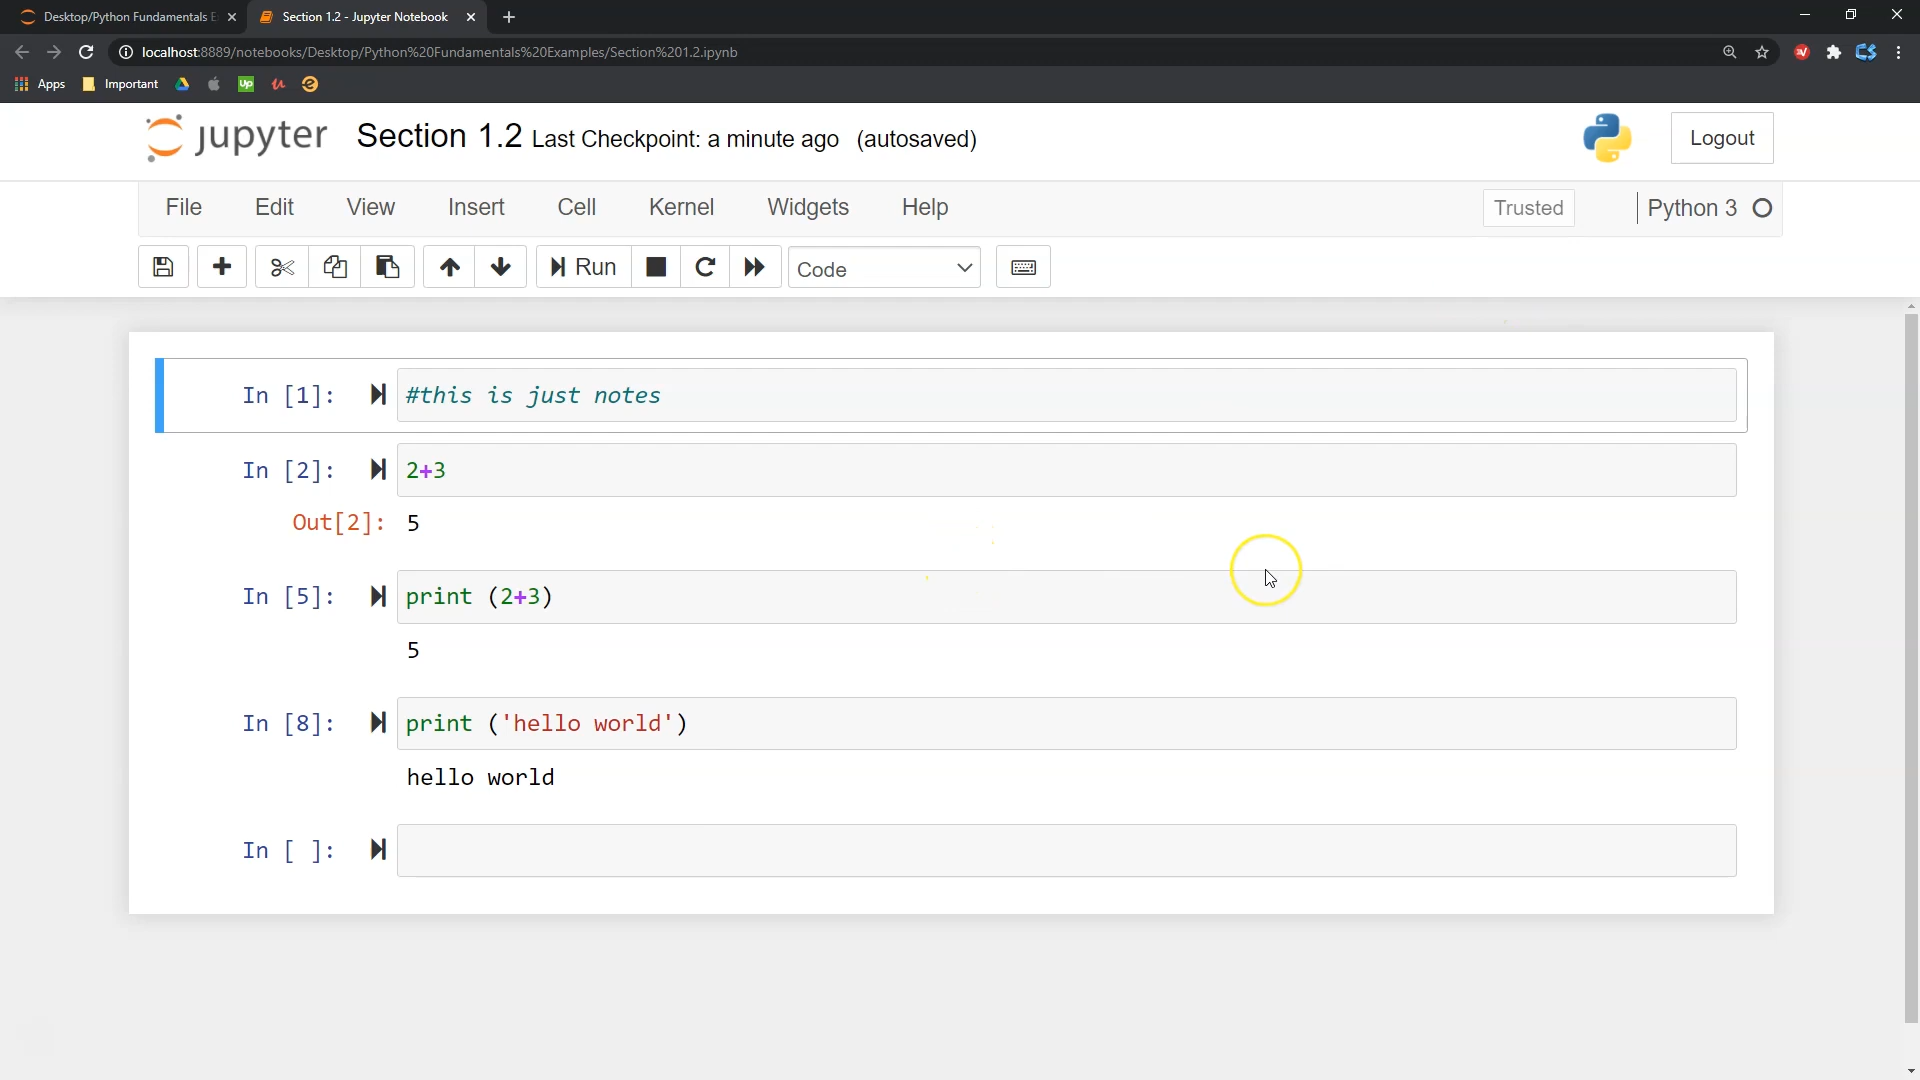 Desktop/Python Fundamentals E
Section 1.2 - Jupyter Notebook
localhost:8889/notebooks/Desktop/Python%20Fundamentals%20Examples/Section%201.2.ipynb
Apps
Important
up
jupyter
Section 1.2 Last Checkpoint: a minute ago (autosaved)
Logout
File Edit View Insert Cell Kernel Widgets Help
Trusted
Python 3
Run
Code
In [1]: #this is just notes
In [2]: 2+3
Out[2]: 5
In [5]: print (2+3)
5
In [8]: print ('hello world')
hello world
In [ ]: